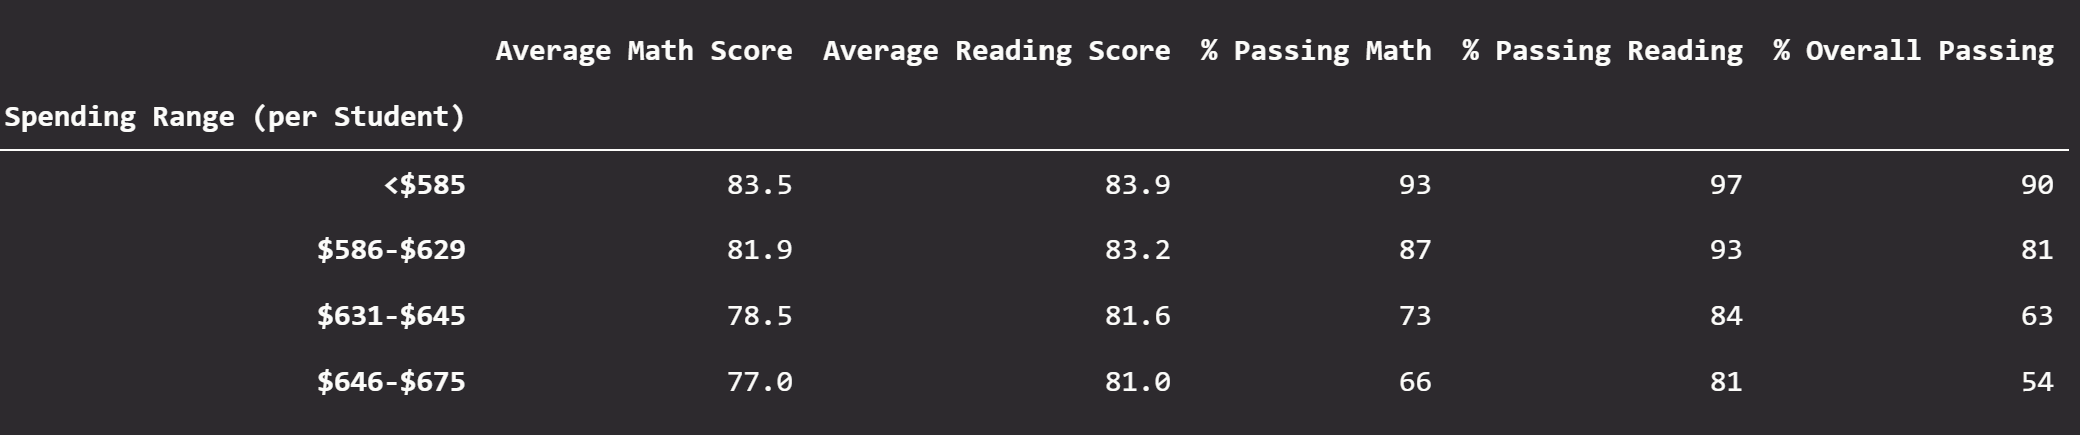 Average Math Score Average Reading Score % Passing Math % Passing Reading % Overall Passing
Spending Range (per Student)
<$585 83.5 83.9 93 97 90
$586-$629 81.9 83.2 87 93 81
$631-$645 78.5 81.6 73 84 63
$646-$675 77.0 81.0 66 81 54